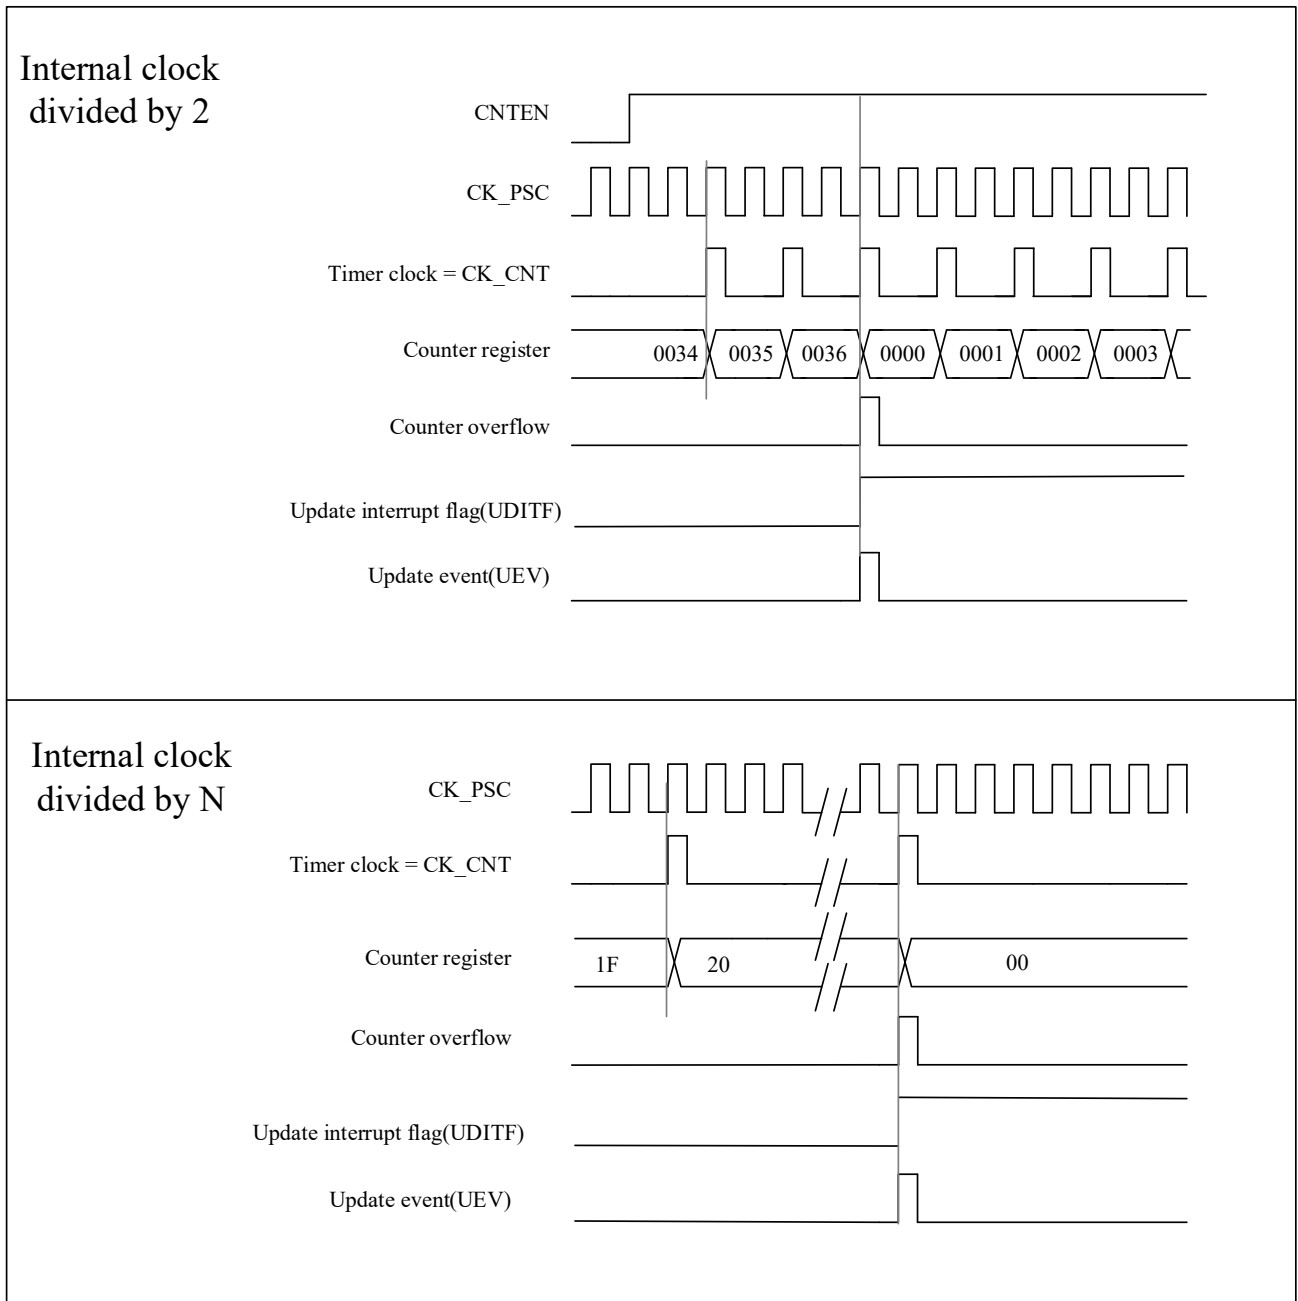 Internal clock
divided by 2
CNTEN
CK_PSC
Timer clock = CK_CNT
Counter register
0034 0035 0036 0000 0001 0002 0003
Counter overflow
Update interrupt flag(UDITF)
Update event(UEV)
Internal clock
divided by N
CK_PSC
Timer clock = CK_CNT
Counter register
1F 20 00
Counter overflow
Update interrupt flag(UDITF)
Update event(UEV)